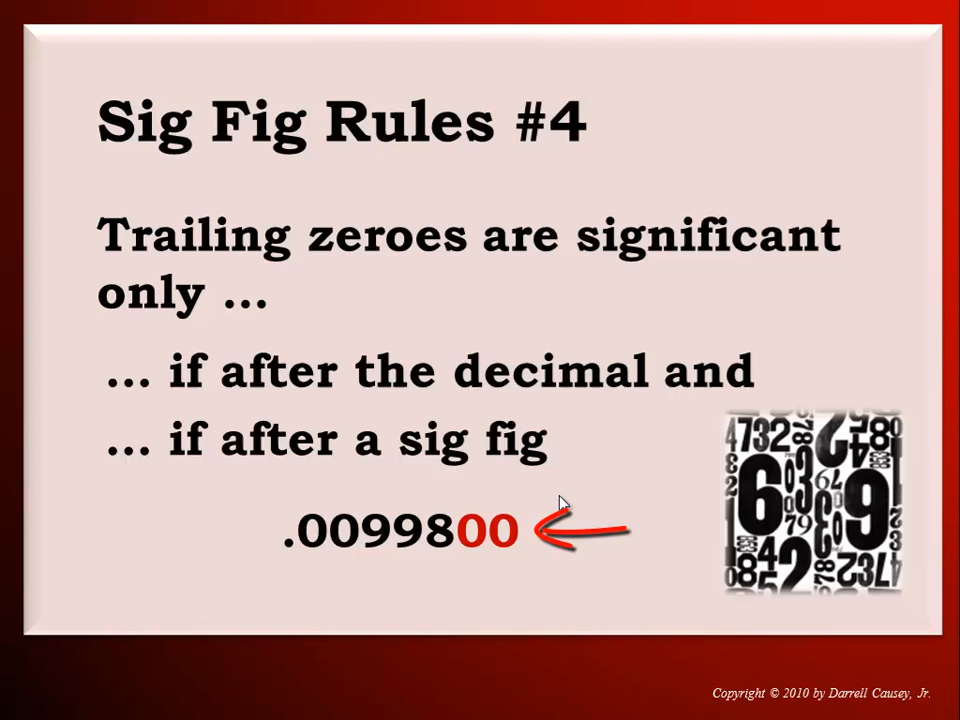 Sig Fig Rules #4
Trailing zeroes are significant
only ...
... if after the decimal and
... if after a sig fig
.0099800
Copyright © 2010 by Darrell Causey, Jr.